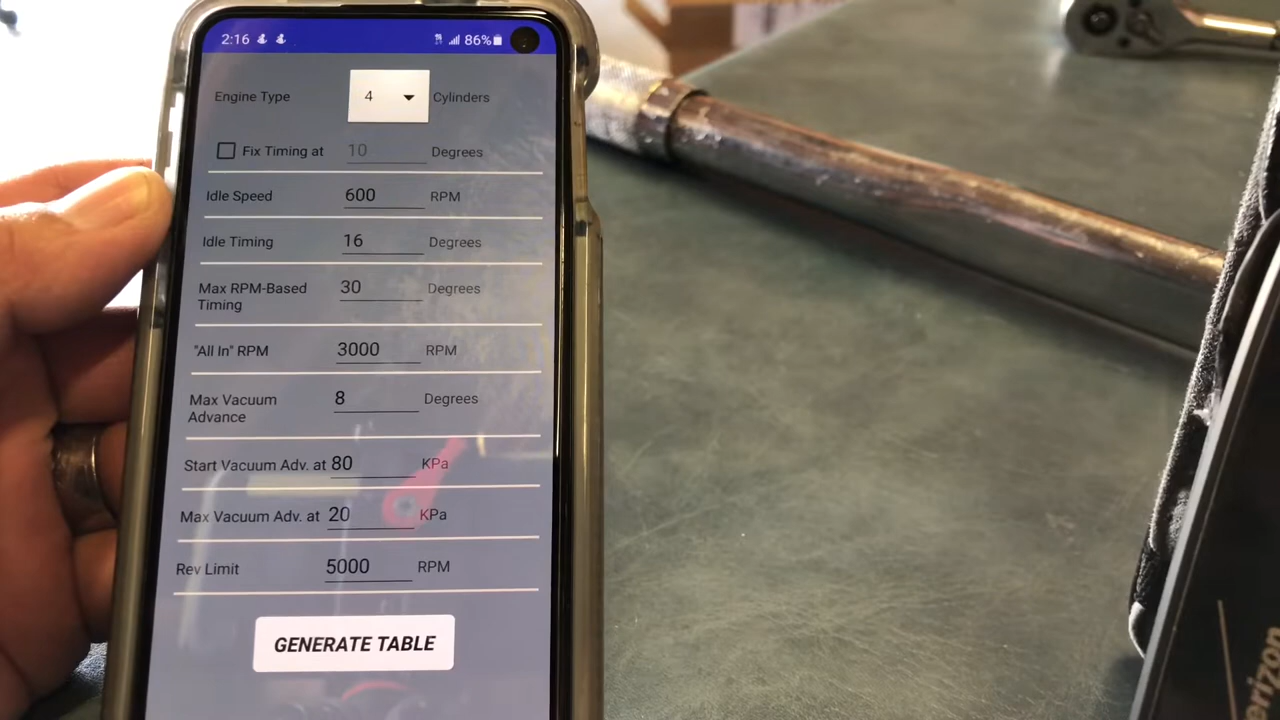 2:16 86%
Engine Type 4 Cylinders
Fix Timing at 10 Degrees
Idle Speed 600 RPM
Idle Timing 16 Degrees
Max RPM-Based 30 Degrees
Timing
"All In" RPM 3000 RPM
Max Vacuum 8 Degrees
Advance
Start Vacuum Adv. at 80 KPa
Max Vacuum Adv. at 20 KPa
Rev Limit 5000 RPM
GENERATE TABLE